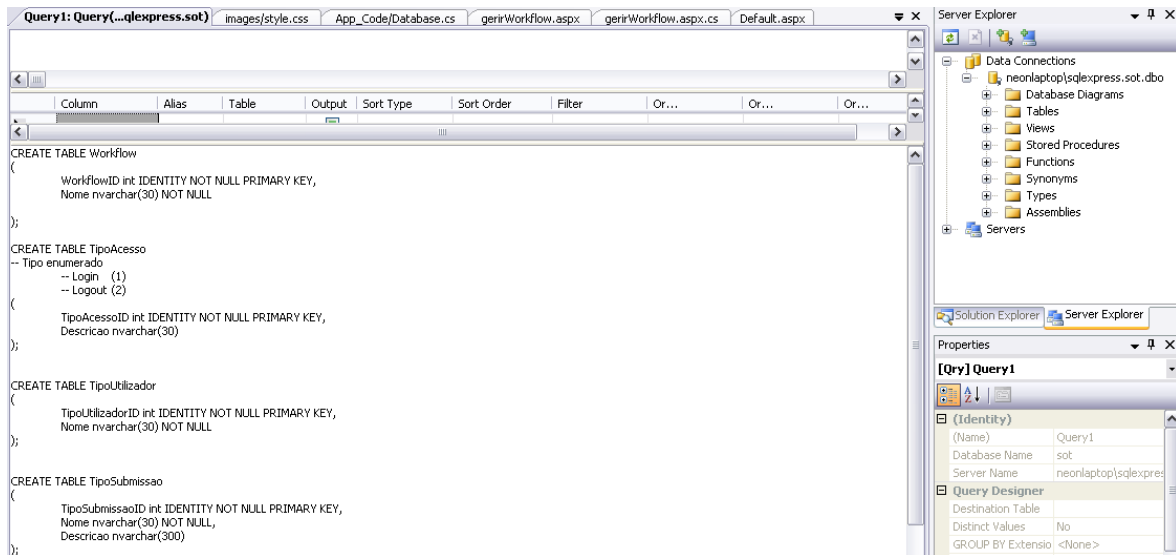 Query1: Query(...qlexpress.sot) images/style.css App_Code/Database.cs gerirWorkflow.aspx gerirWorkflow.aspx.cs Default.aspx
Column Alias Table Output Sort Type Sort Order Filter Or... Or... Or...
CREATE TABLE Workflow
(
WorkflowID int IDENTITY NOT NULL PRIMARY KEY,
Nome nvarchar(30) NOT NULL
);
CREATE TABLE TipoAcesso
-- Tipo enumerado
-- Login (1)
-- Logout (2)
(
TipoAcessoID int IDENTITY NOT NULL PRIMARY KEY,
Descricao nvarchar(30)
);
CREATE TABLE TipoUtilizador
(
TipoUtilizadorID int IDENTITY NOT NULL PRIMARY KEY,
Nome nvarchar(30) NOT NULL
);
CREATE TABLE TipoSubmissao
(
TipoSubmissaoID int IDENTITY NOT NULL PRIMARY KEY,
Nome nvarchar(30) NOT NULL,
Descricao nvarchar(300)
);
Server Explorer
Data Connections
neonlaptop\sqlexpress.sot.dbo
Database Diagrams
Tables
Views
Stored Procedures
Functions
Synonyms
Types
Assemblies
Servers
Solution Explorer Server Explorer
Properties
[Qry] Query1
(Identity)
(Name) Query1
Database Name sot
Server Name neonlaptop\sqlexpres
Query Designer
Destination Table
Distinct Values No
GROUP BY Extensio <None>